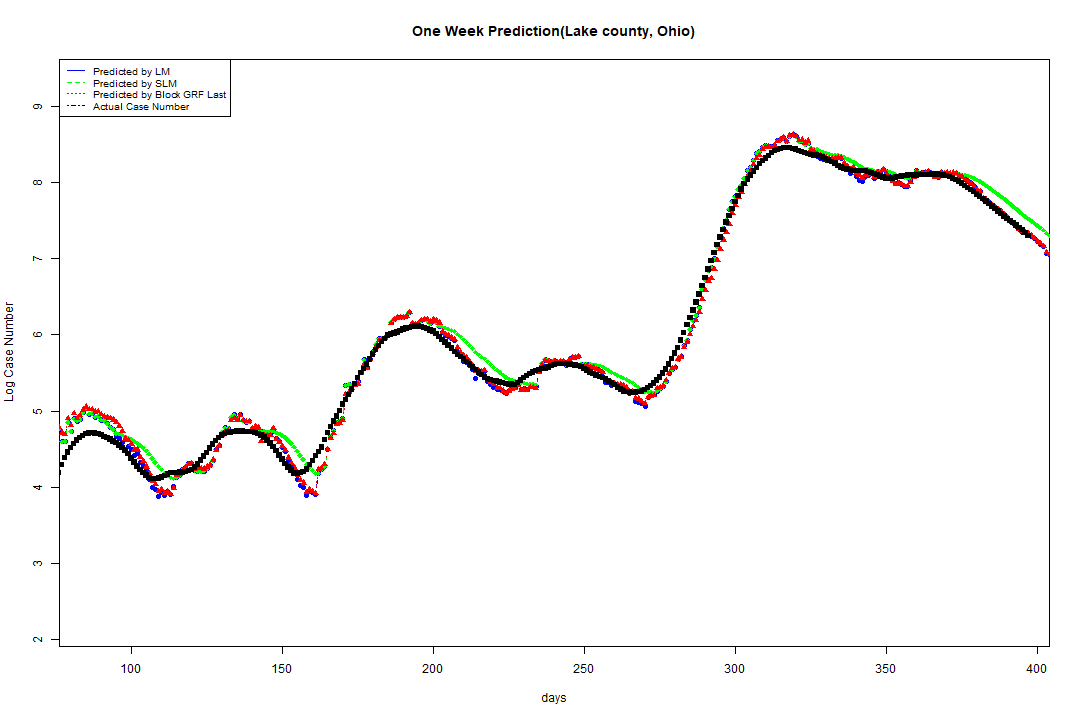 One Week Prediction(Lake county, Ohio)
Predicted by LM
Predicted by SLM
Predicted by Block GRF Last
Actual Case Number
Log Case Number
9
8
7
6
5
4
3
2
100 150 200 250 300 350 400
days